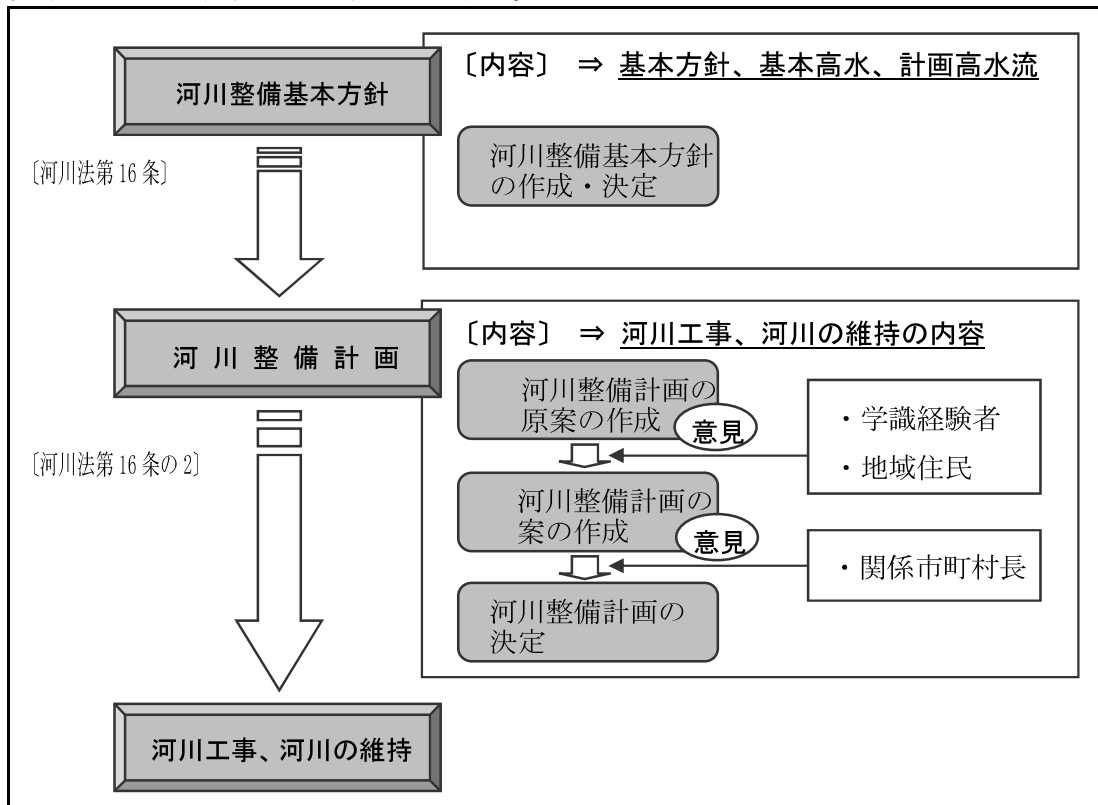 河川整備基本方針
〔内容〕 ⇒ 基本方針、基本高水、計画高水流
河川整備基本方針
の作成・決定
〔河川法第16条〕
河川整備計画
〔内容〕 ⇒ 河川工事、河川の維持の内容
河川整備計画の
原案の作成
意見
・学識経験者
・地域住民
〔河川法第16条の2〕
河川整備計画の
案の作成
意見
・関係市町村長
河川整備計画の
決定
河川工事、河川の維持